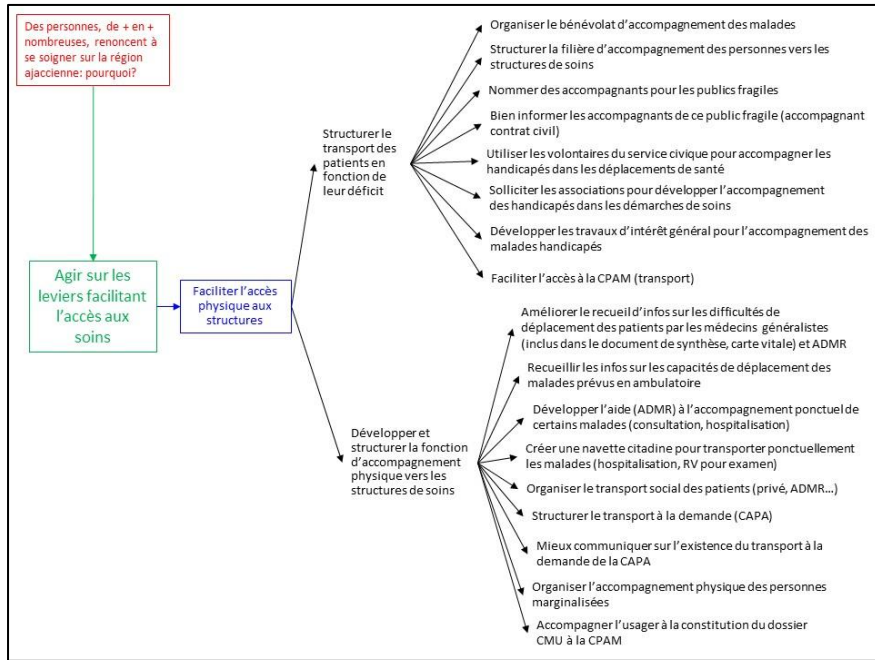 Des personnes, de + en +
nombreuses, renoncent à
se soigner sur la région
ajaccienne: pourquoi?
Agir sur les
leviers facilitant
l'accès aux
soins
Faciliter l'accès
physique aux
structures
Structurer le
transport des
patients en
fonction de
leur déficit
Organiser le bénévolat d'accompagnement des malades
Structurer la filière d'accompagnement des personnes vers les
structures de soins
Nommer des accompagnants pour les publics fragiles
Bien informer les accompagnants de ce public fragile (accompagnant
contrat civil)
Utiliser les volontaires du service civique pour accompagner les
handicapés dans les déplacements de santé
Solliciter les associations pour développer l'accompagnement
des handicapés dans les démarches de soins
Développer les travaux d'intérêt général pour l'accompagnement des
malades handicapés
Faciliter l'accès à la CPAM (transport)
Développer et
structurer la fonction
d'accompagnement
physique vers les
structures de soins
Améliorer le recueil d'infos sur les difficultés de
déplacement des patients par les médecins généralistes
(inclus dans le document de synthèse, carte vitale) et ADMR
Recueillir les infos sur les capacités de déplacement des
malades prévus en ambulatoire
Développer l'aide (ADMR) à l'accompagnement ponctuel de
certains malades (consultation, hospitalisation)
Créer une navette citadine pour transporter ponctuellement
les malades (hospitalisation, RV pour examen)
Organiser le transport social des patients (privé, ADMR...)
Structurer le transport à la demande (CAPA)
Mieux communiquer sur l'existence du transport à la
demande de la CAPA
Organiser l'accompagnement physique des personnes
marginalisées
Accompagner l'usager à la constitution du dossier
CMU à la CPAM